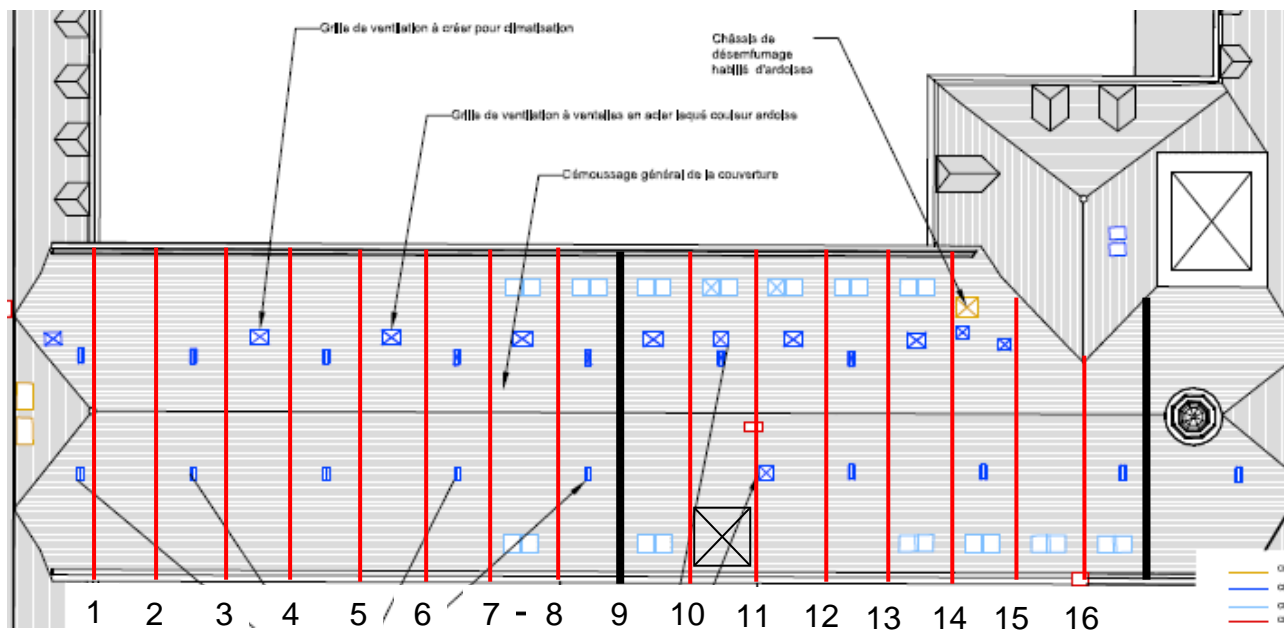 Grille de ventilation à créer pour climatisation
Châssis de
désemfumage
habillé d'ardoises
Grille de ventilation à ventelles en acier laqué couleur ardoise
Démoussage général de la couverture
1 2 3 4 5 6 7 - 8 9 10 11 12 13 14 15 16